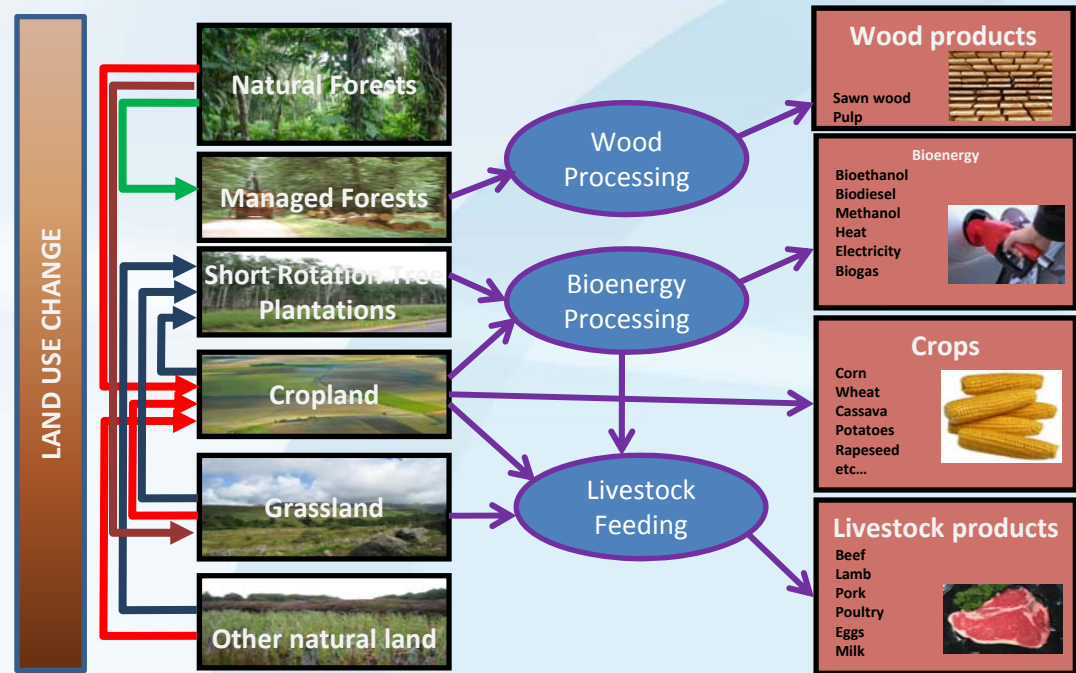 LAND USE CHANGE
Natural Forests
Managed Forests
Short Rotation Tree
Plantations
Cropland
Grassland
Other natural land
Wood
Processing
Bioenergy
Processing
Livestock
Feeding
Wood products
Sawn wood
Pulp
Bioenergy
Bioethanol
Biodiesel
Methanol
Heat
Electricity
Biogas
Crops
Corn
Wheat
Cassava
Potatoes
Rapeseed
etc…
Livestock products
Beef
Lamb
Pork
Poultry
Eggs
Milk